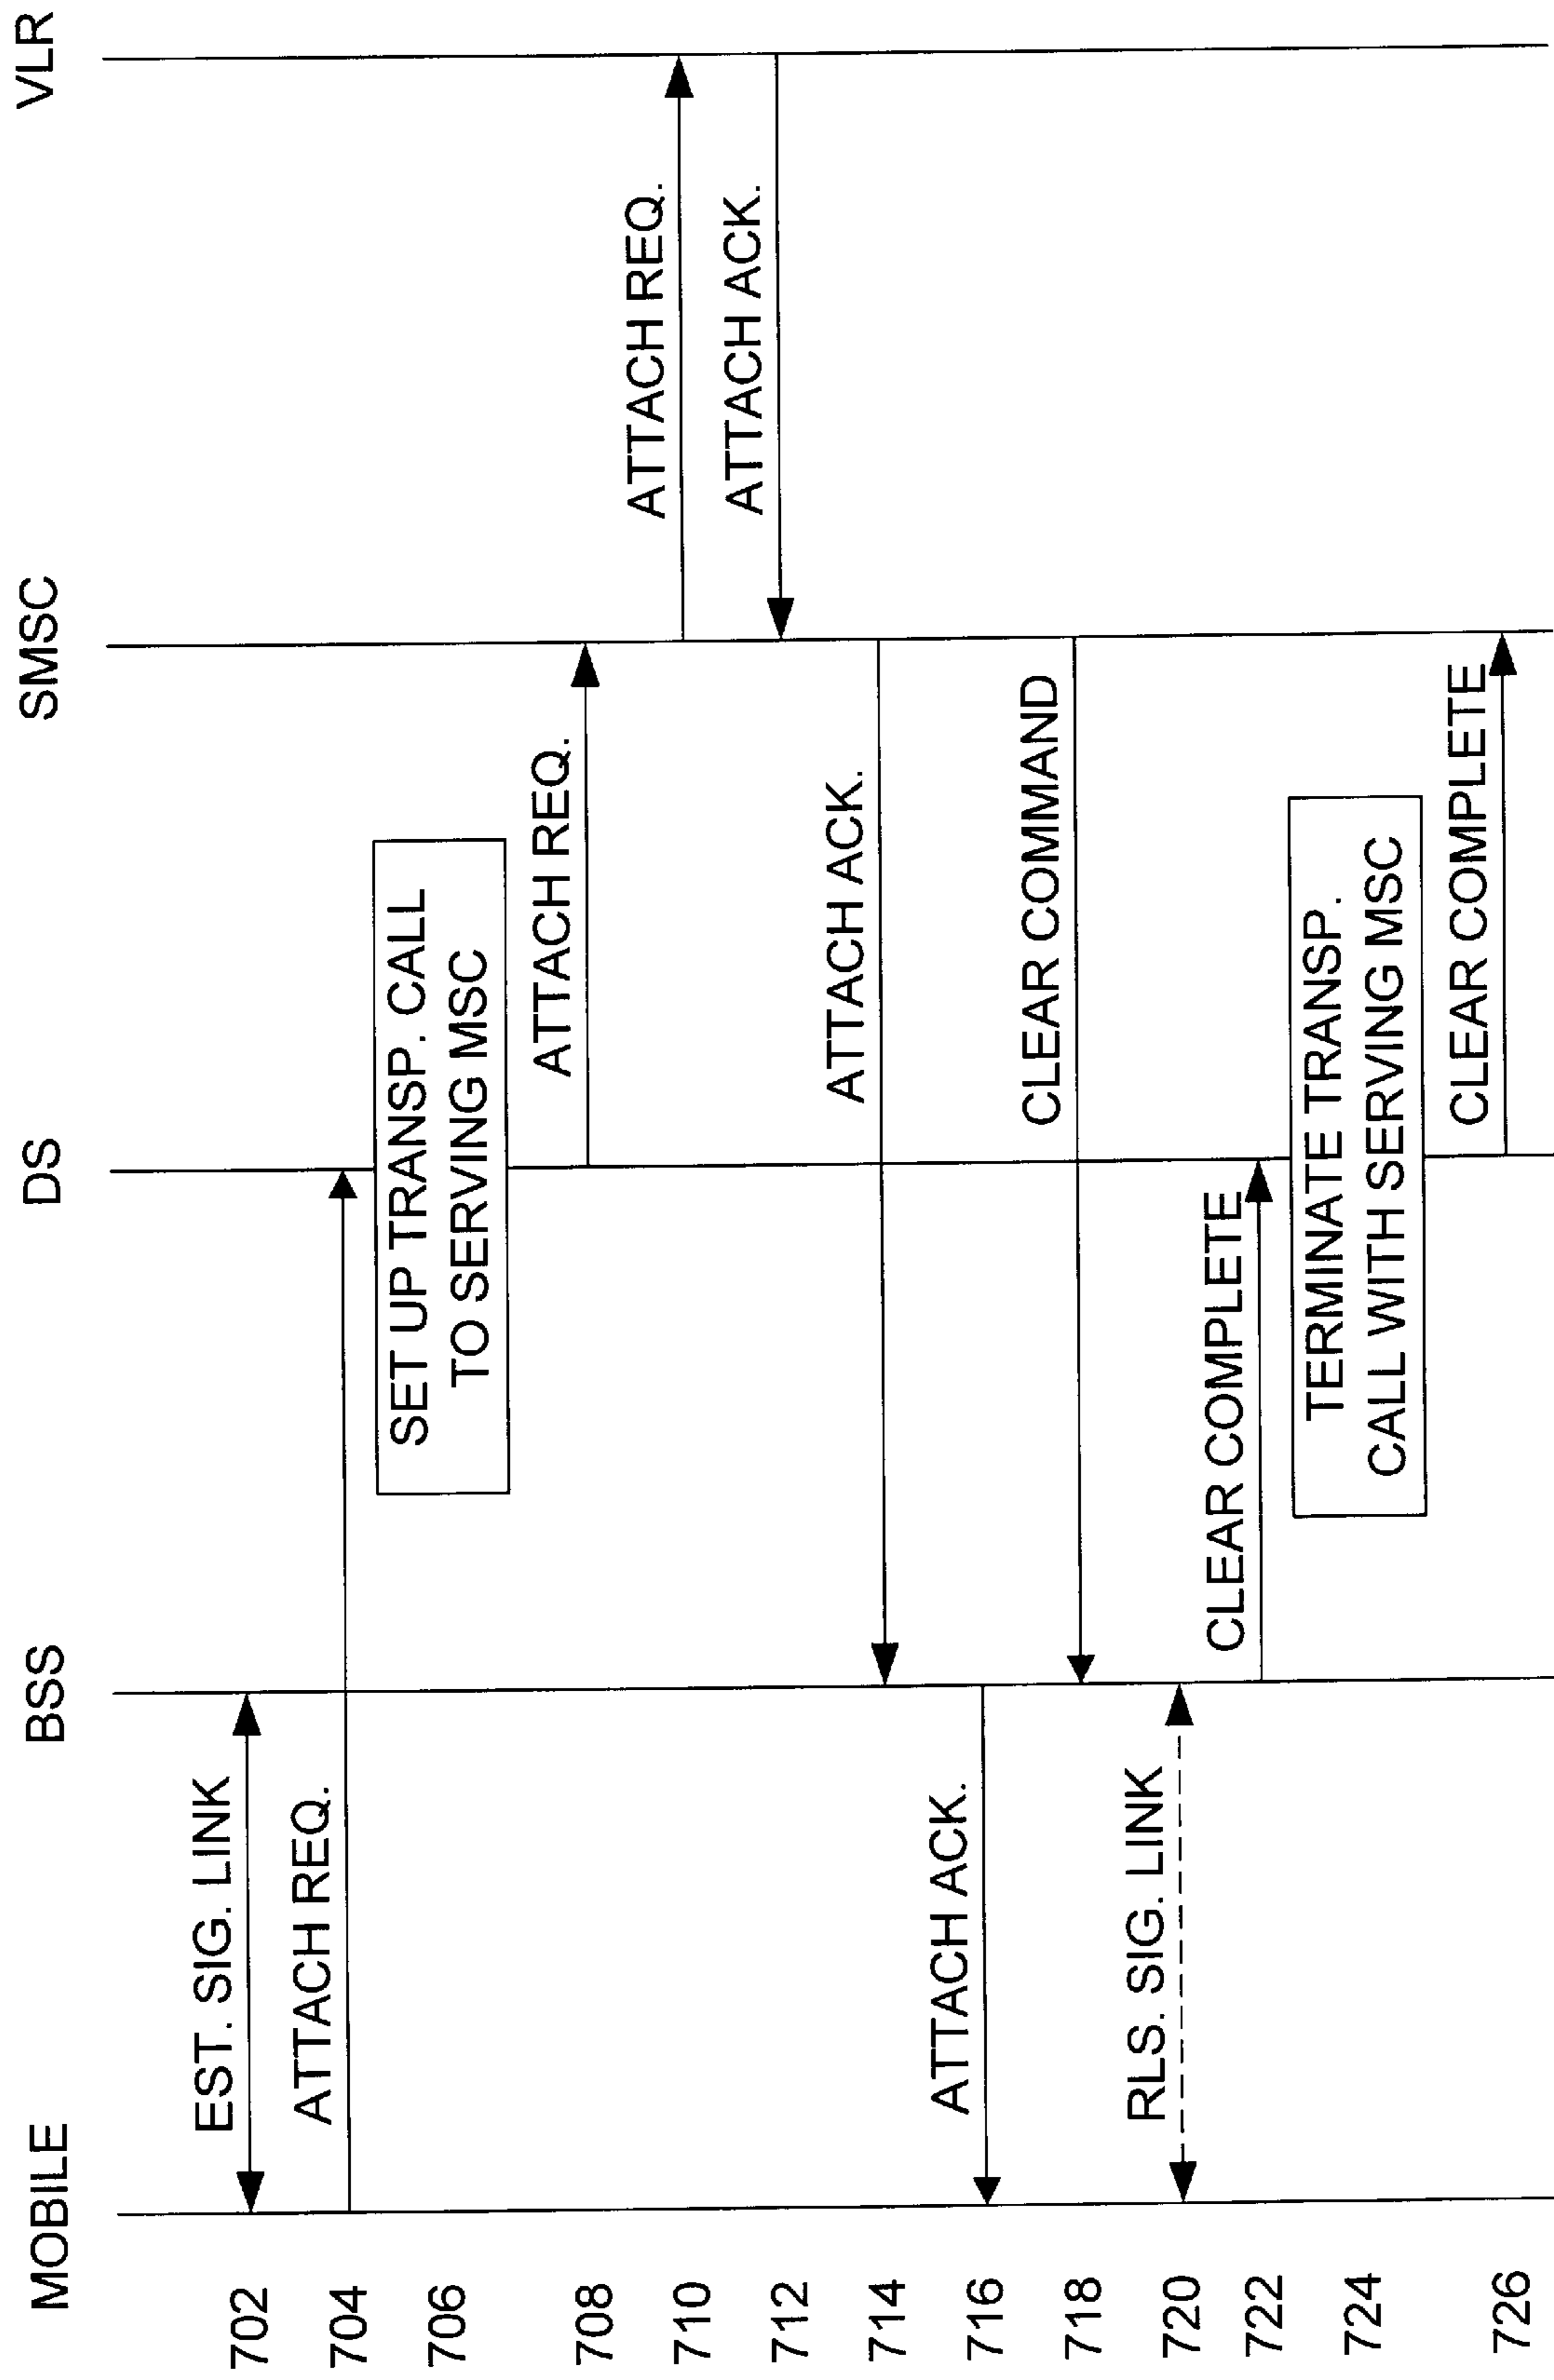 MOBILE
BSS
DS
SMSC
VLR
702
EST. SIG. LINK
704
ATTACH REQ.
706
SET UP TRANSP. CALL
TO SERVING MSC
708
ATTACH REQ.
710
ATTACH REQ.
712
ATTACH ACK.
714
ATTACH ACK.
716
ATTACH ACK.
718
CLEAR COMMAND
720
RLS. SIG. LINK
722
CLEAR COMPLETE
724
TERMINATE TRANSP.
CALL WITH SERVING MSC
726
CLEAR COMPLETE